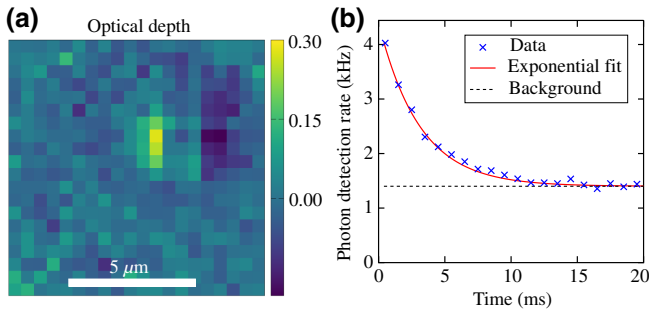 (a)
Optical depth
0.30
0.15
0.00
5 μm
(b)
Photon dtetection rate (kHz)
4
3
2
1
0
0
5
10
15
20
Time (ms)
Data
Exponential fit
Background